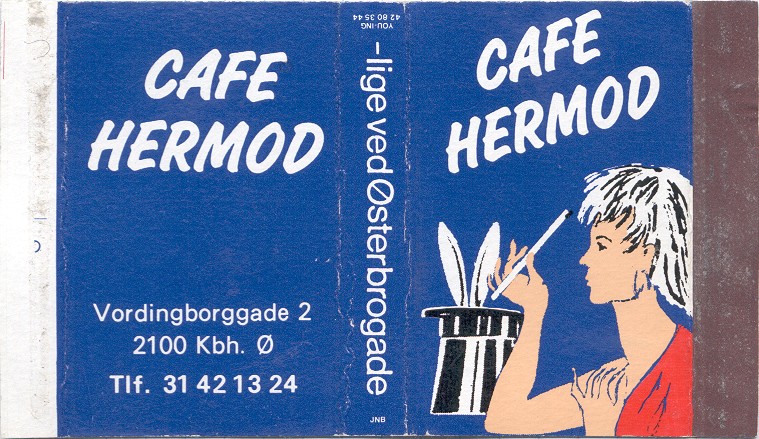 CAFE
HERMOD
Vordingborggade 2
2100 Kbh. Ø
Tlf. 31 42 13 24
YOU-ING
42 80 35 44
-lige ved Østerbrogade
JNB
CAFE
HERMOD